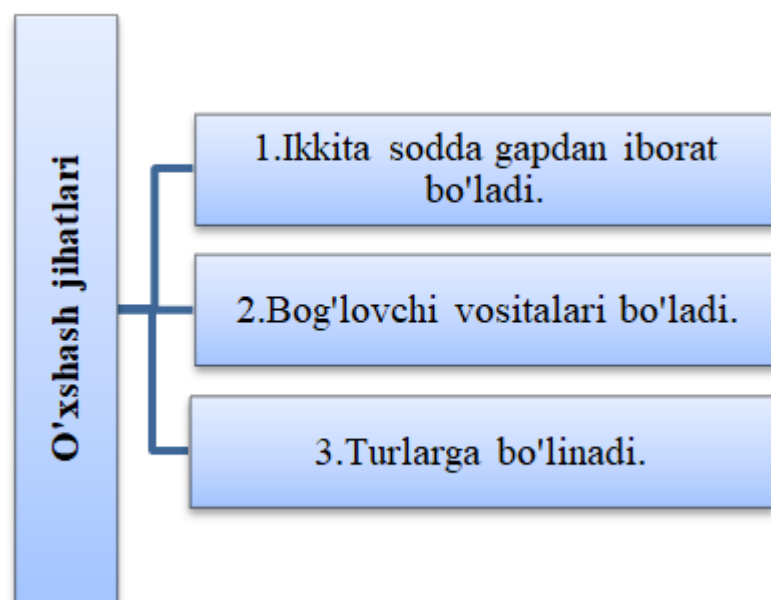 O'xshash jihatlari
1.Ikkita sodda gapdan iborat
bo'ladi.
2.Bog'lovchi vositalari bo'ladi.
3.Turlarga bo'linadi.